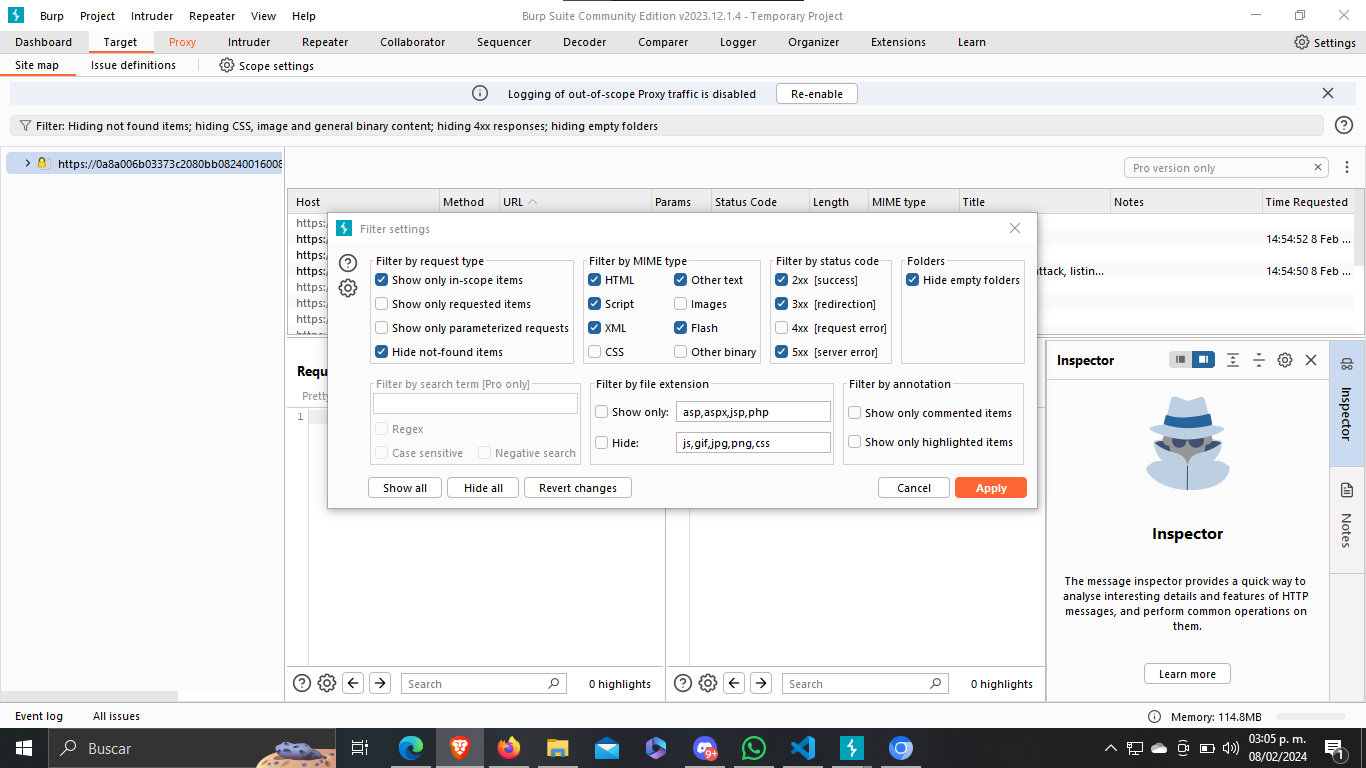 Burp Project Intruder Repeater View Help Burp Suite Community Edition v2023.12.1.4 - Temporary Project
Dashboard Target Proxy Intruder Repeater Collaborator Sequencer Decoder Comparer Logger Organizer Extensions Learn Settings
Site map Issue definitions Scope settings
Logging of out-of-scope Proxy traffic is disabled Re-enable
Filter: Hiding not found items; hiding CSS, image and general binary content; hiding 4xx responses; hiding empty folders
https://0a8a006b03373c2080bb08240016008
Pro version only
Host Method URL Params Status Code Length MIME type Title Notes Time Requested
https:/
https:/ 14:54:52 8 Feb ...
https:/
https:/ attack, listin... 14:54:50 8 Feb ...
https:/
https:/
Filter settings
Filter by request type
Show only in-scope items
Show only requested items
Show only parameterized requests
Hide not-found items
Filter by MIME type
HTML Other text
Script Images
XML Flash
CSS Other binary
Filter by status code
2xx [success]
3xx [redirection]
4xx [request error]
5xx [server error]
Folders
Hide empty folders
Filter by search term [Pro only]
Regex
Case sensitive Negative search
Filter by file extension
Show only: asp,aspx,jsp,php
Hide: js,gif,jpg,png,css
Filter by annotation
Show only commented items
Show only highlighted items
Show all Hide all Revert changes Cancel Apply
Requ
Pretty
1
Inspector
Inspector
The message inspector provides a quick way to
analyse interesting details and features of HTTP
messages, and perform common operations on
them.
Learn more
Inspector
Notes
Search 0 highlights
Search 0 highlights
Event log All issues Memory: 114.8MB
Buscar
9+
03:05 p. m.
08/02/2024
1